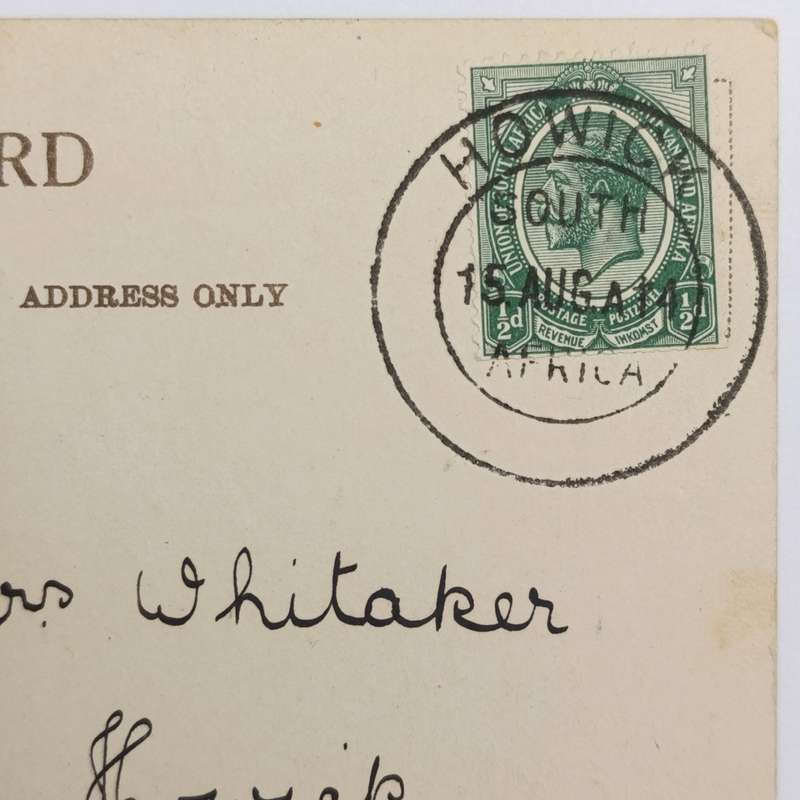 RD
ADDRESS ONLY
UNION OF SOUTH AFRICA
UNIE VAN ZUID AFRIKA
½d ½d
POSTAGE POSTZEGEL
REVENUE INKOMST
HOWICK
SOUTH
15 AUG
AFRICA
rs Whitaker